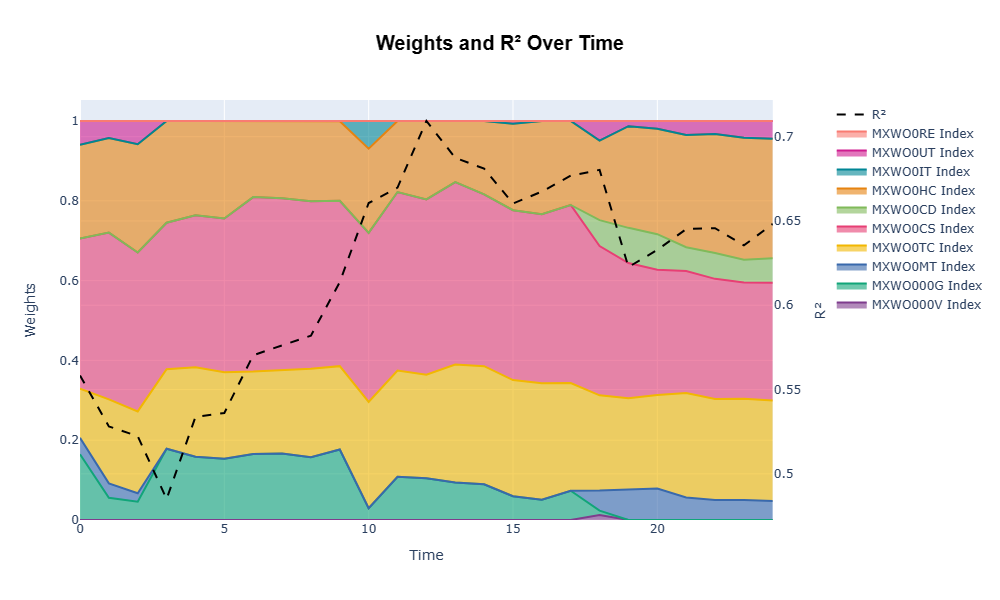 Weights and R² Over Time
1
0.8
0.6
0.4
0.2
0
Weights
0
5
10
15
20
Time
0.7
0.65
0.6
0.55
0.5
R²
R²
MXWO0RE Index
MXWO0UT Index
MXWO0IT Index
MXWO0HC Index
MXWO0CD Index
MXWO0CS Index
MXWO0TC Index
MXWO0MT Index
MXWO000G Index
MXWO000V Index